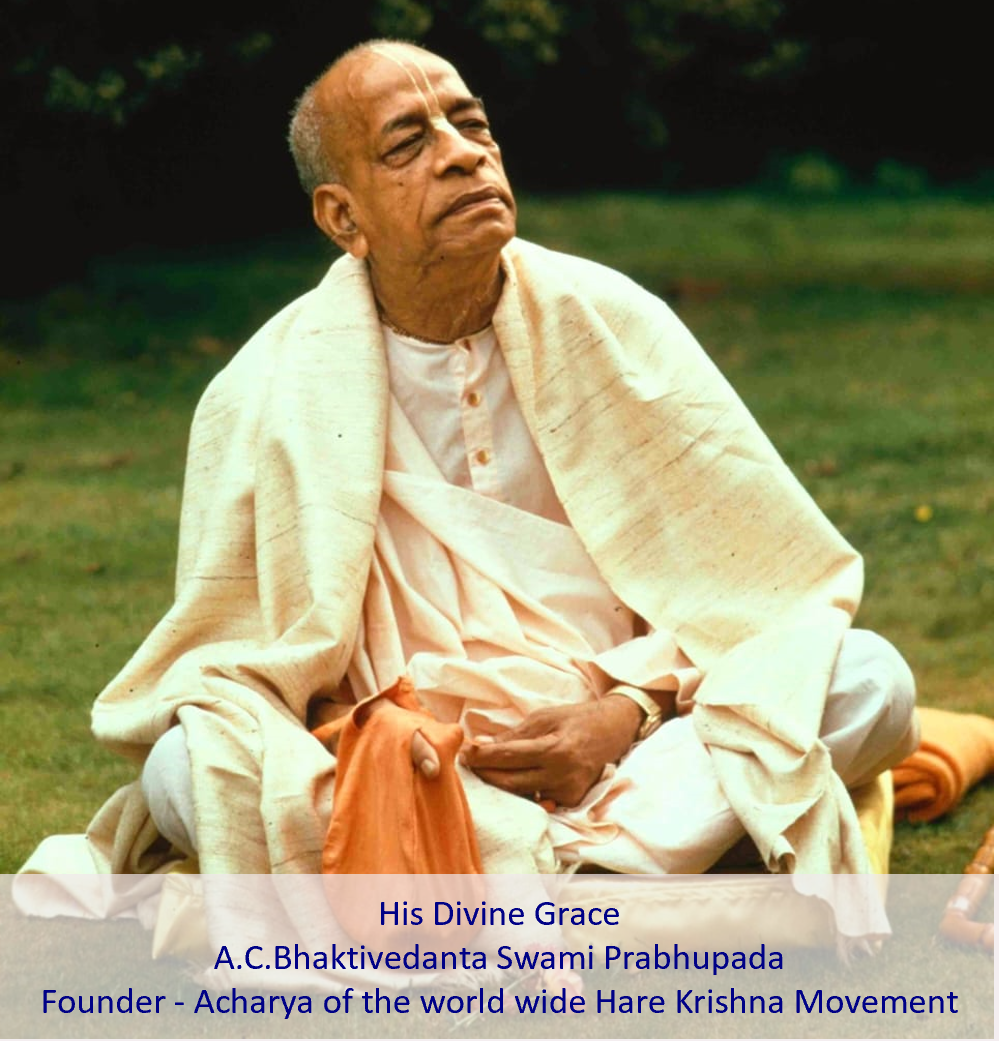 His Divine Grace
A.C.Bhaktivedanta Swami Prabhupada
Founder - Acharya of the world wide Hare Krishna Movement